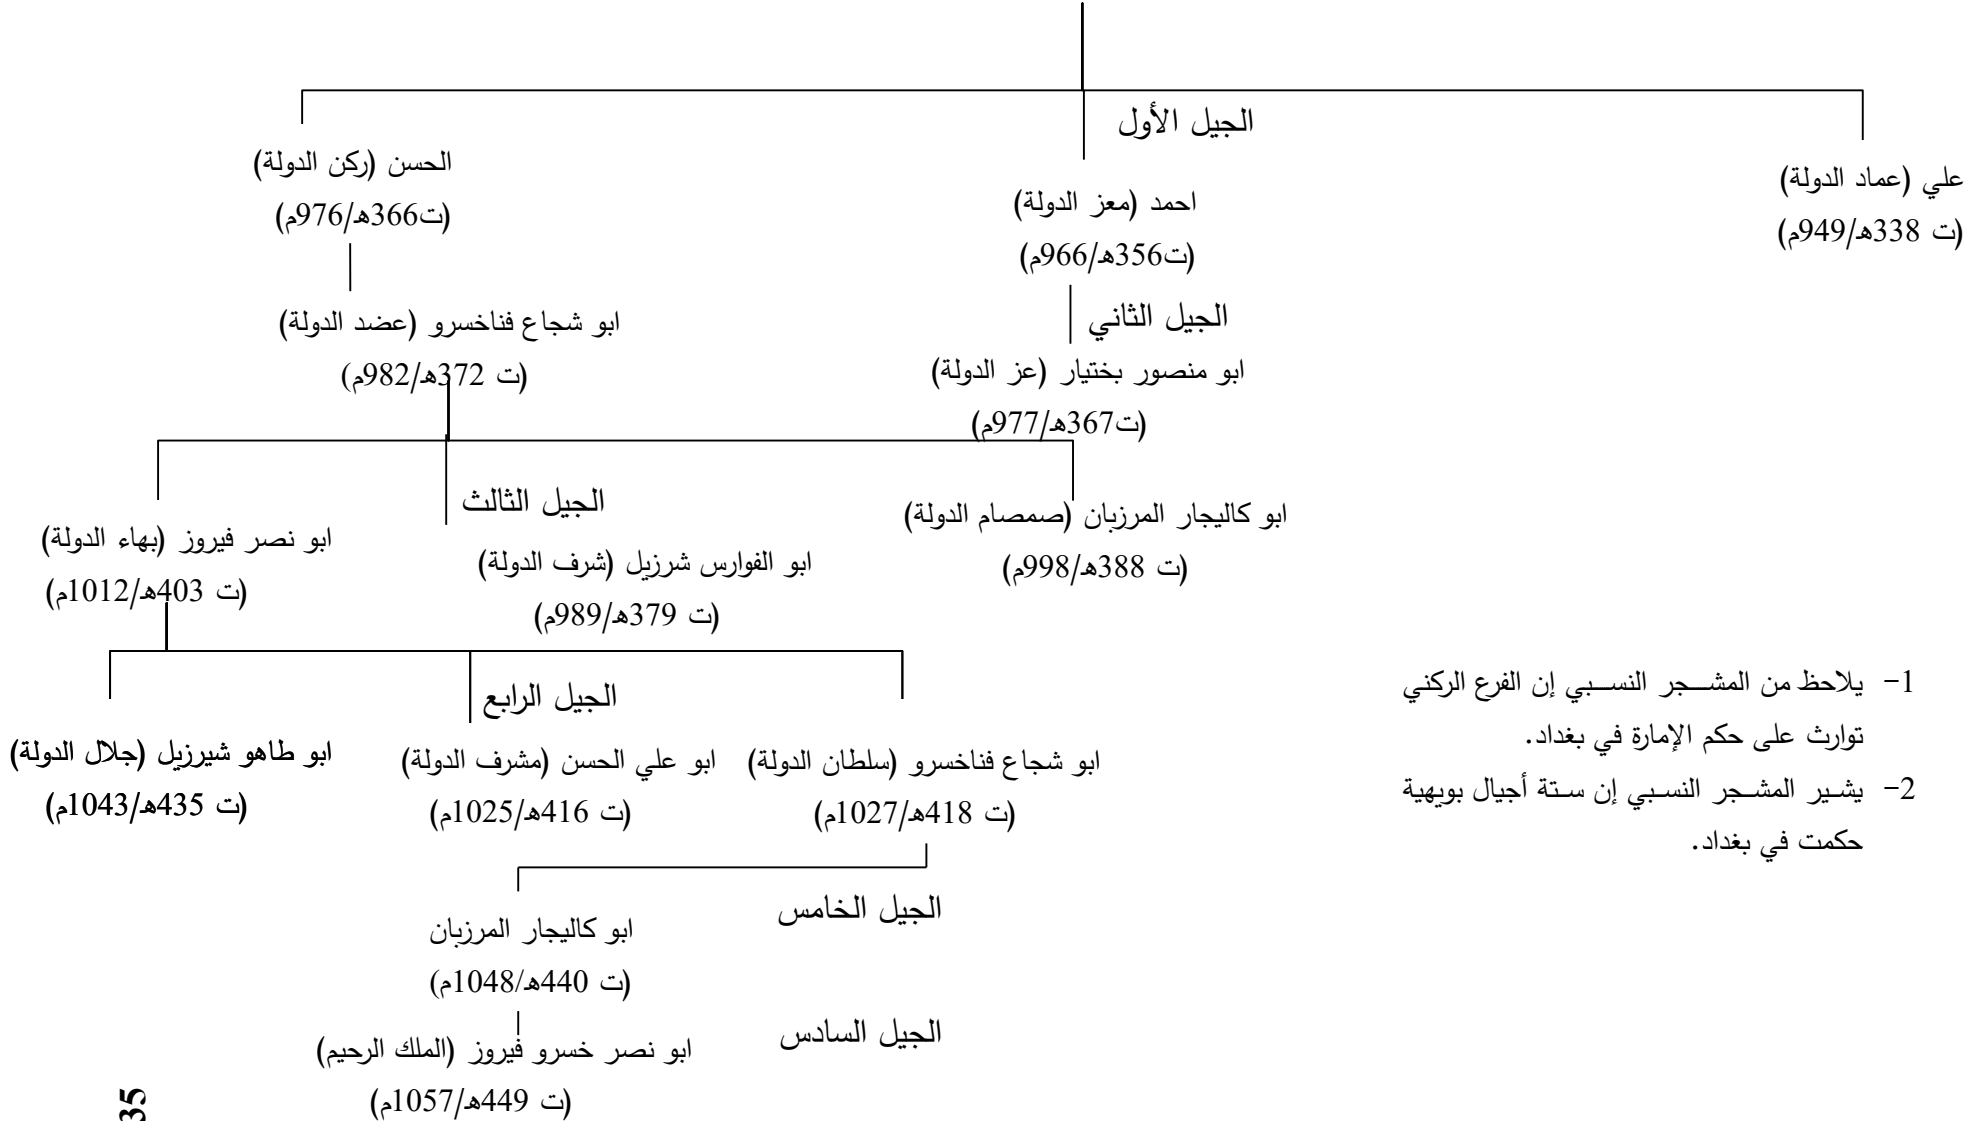 الجيل الأول
علي (عماد الدولة)
(ت 338هـ/949م)
احمد (معز الدولة)
(ت356هـ/966م)
الحسن (ركن الدولة)
(ت366هـ/976م)
الجيل الثاني
ابو منصور بختيار (عز الدولة)
(ت367هـ/977م)
ابو شجاع فناخسرو (عضد الدولة)
(ت 372هـ/982م)
الجيل الثالث
ابو كاليجار المرزبان (صمصام الدولة)
(ت 388هـ/998م)
ابو الفوارس شرزيل (شرف الدولة)
(ت 379هـ/989م)
ابو نصر فيروز (بهاء الدولة)
(ت 403هـ/1012م)
الجيل الرابع
ابو شجاع فناخسرو (سلطان الدولة)
(ت 418هـ/1027م)
ابو علي الحسن (مشرف الدولة)
(ت 416هـ/1025م)
ابو طاهو شيرزيل (جلال الدولة)
(ت 435هـ/1043م)
1- يلاحظ من المشجر النسبي إن الفرع الركني
توارث على حكم الإمارة في بغداد.
2- يشير المشجر النسبي إن ستة أجيال بويهية
حكمت في بغداد.
الجيل الخامس
ابو كاليجار المرزبان
(ت 440هـ/1048م)
الجيل السادس
ابو نصر خسرو فيروز (الملك الرحيم)
(ت 449هـ/1057م)
35